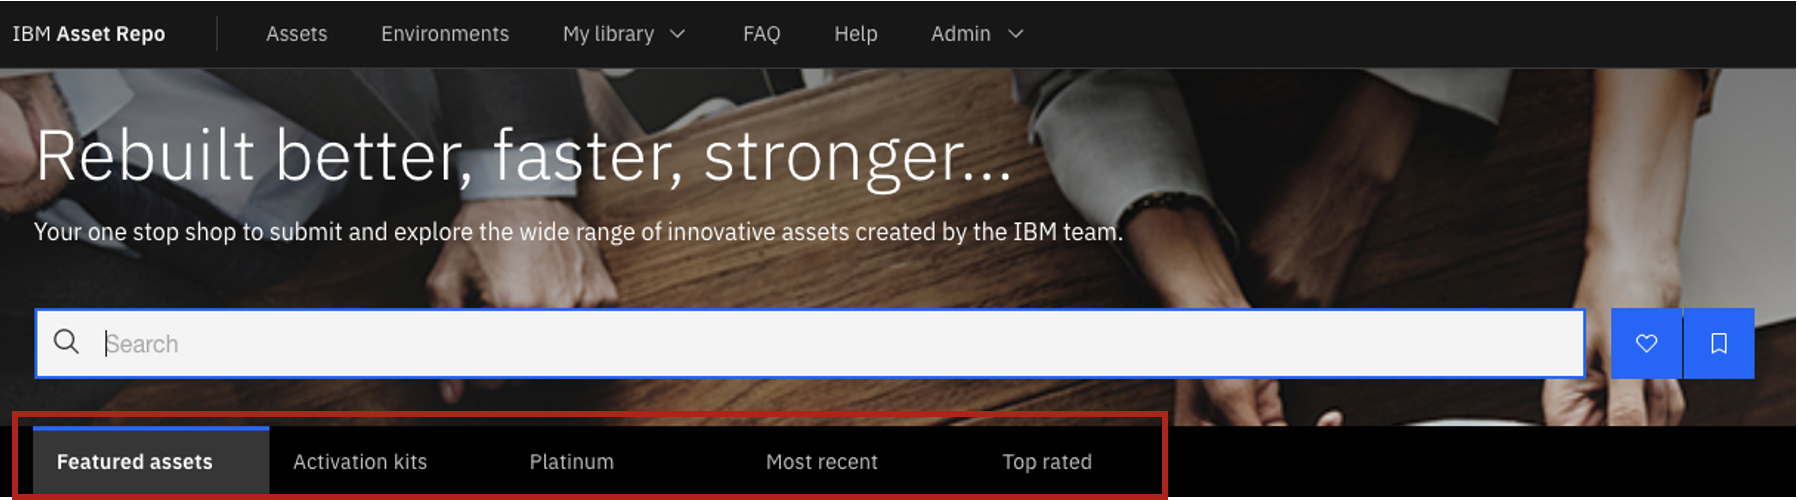 IBM Asset Repo Assets Environments My library FAQ Help Admin
Rebuilt better, faster, stronger...
Your one stop shop to submit and explore the wide range of innovative assets created by the IBM team.
Search
Featured assets Activation kits Platinum Most recent Top rated